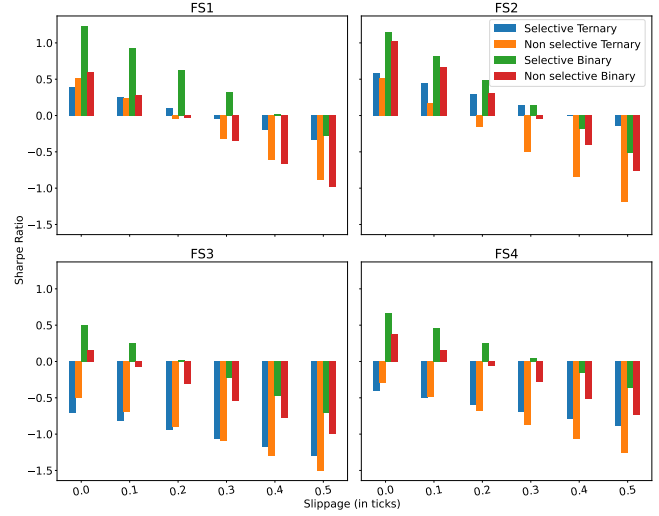 FS1
FS2
1.0
0.5
0.0
−0.5
−1.0
−1.5
Selective Ternary
Non selective Ternary
Selective Binary
Non selective Binary
FS3
FS4
1.0
0.5
0.0
−0.5
−1.0
−1.5
0.0 0.1 0.2 0.3 0.4 0.5
0.0 0.1 0.2 0.3 0.4 0.5
Sharpe Ratio
Slippage (in ticks)